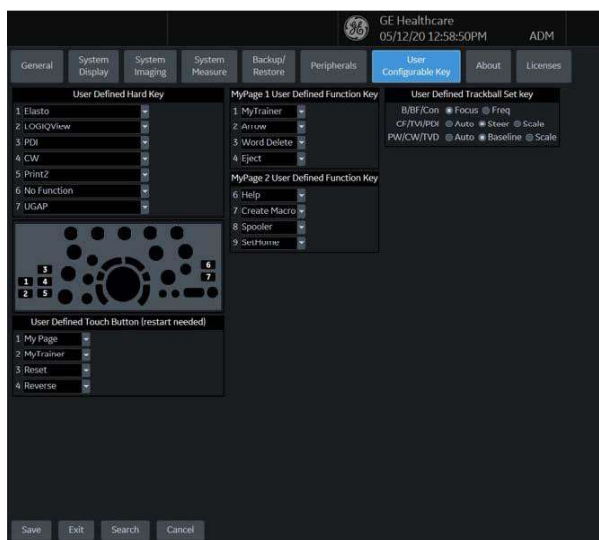 GE Healthcare
05/12/20 12:58:50PM ADM
General
System Display
System Imaging
System Measure
Backup/ Restore
Peripherals
User Configurable Key
About
Licenses
User Defined Hard Key
1 Elasto
2 LOGIQView
3 PDI
4 CW
5 Print2
6 No Function
7 UGAP
3
1 4
2 5
6
7
User Defined Touch Button (restart needed)
1 My Page
2 MyTrainer
3 Reset
4 Reverse
MyPage 1 User Defined Function Key
1 MyTrainer
2 Arrow
3 Word Delete
4 Eject
MyPage 2 User Defined Function Key
6 Help
7 Create Macro
8 Spooler
9 SetHome
User Defined Trackball Set key
B/BF/Con Focus Freq
CF/TVI/PDI Auto Steer Scale
PW/CW/TVD Auto Baseline Scale
Save Exit Search Cancel